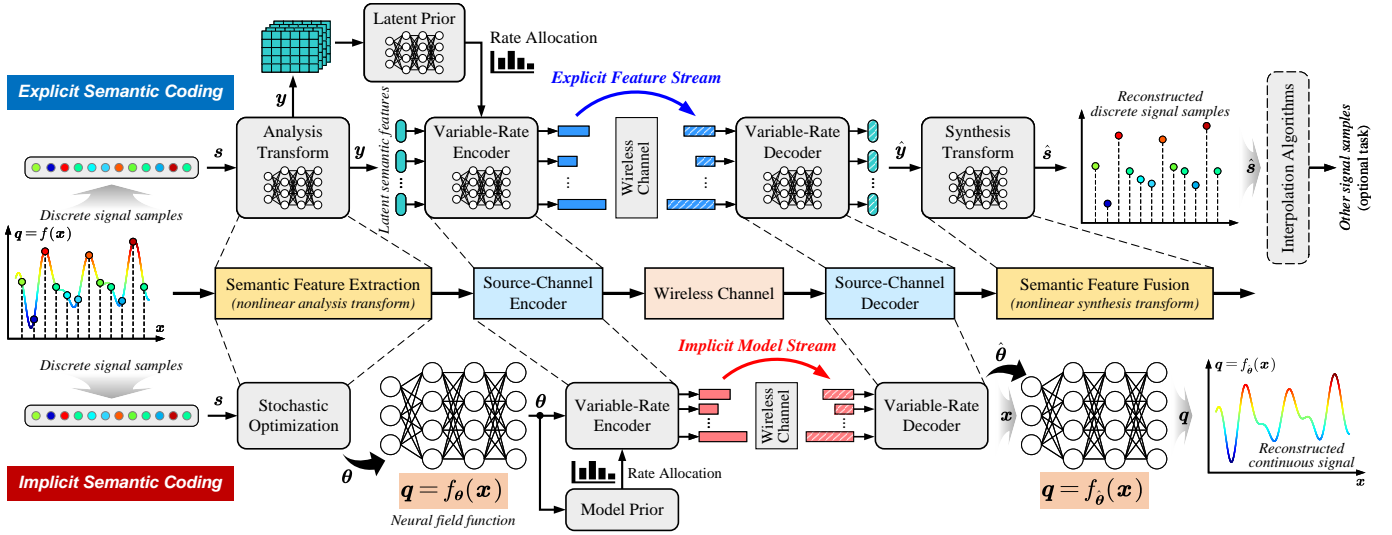 Latent Prior
Rate Allocation
Explicit Feature Stream
Explicit Semantic Coding
y
Latent semantic features
Analysis
Transform
Variable-Rate
Encoder
Wireless
Channel
Variable-Rate
Decoder
Synthesis
Transform
Reconstructed
discrete signal samples
Interpolation Algorithms
Other signal samples
(optional task)
s
y
ŷ
ŝ
ŝ
Discrete signal samples
q = f(x)
x
Semantic Feature Extraction
(nonlinear analysis transform)
Source-Channel
Encoder
Wireless Channel
Source-Channel
Decoder
Semantic Feature Fusion
(nonlinear synthesis transform)
Discrete signal samples
Implicit Model Stream
s
Stochastic
Optimization
θ
θ
Variable-Rate
Encoder
Wireless
Channel
Variable-Rate
Decoder
θ̂
x
q
q = f_θ̂(x)
Reconstructed
continuous signal
x
Implicit Semantic Coding
q = f_θ(x)
Neural field function
Rate Allocation
Model Prior
q = f_θ̂(x)